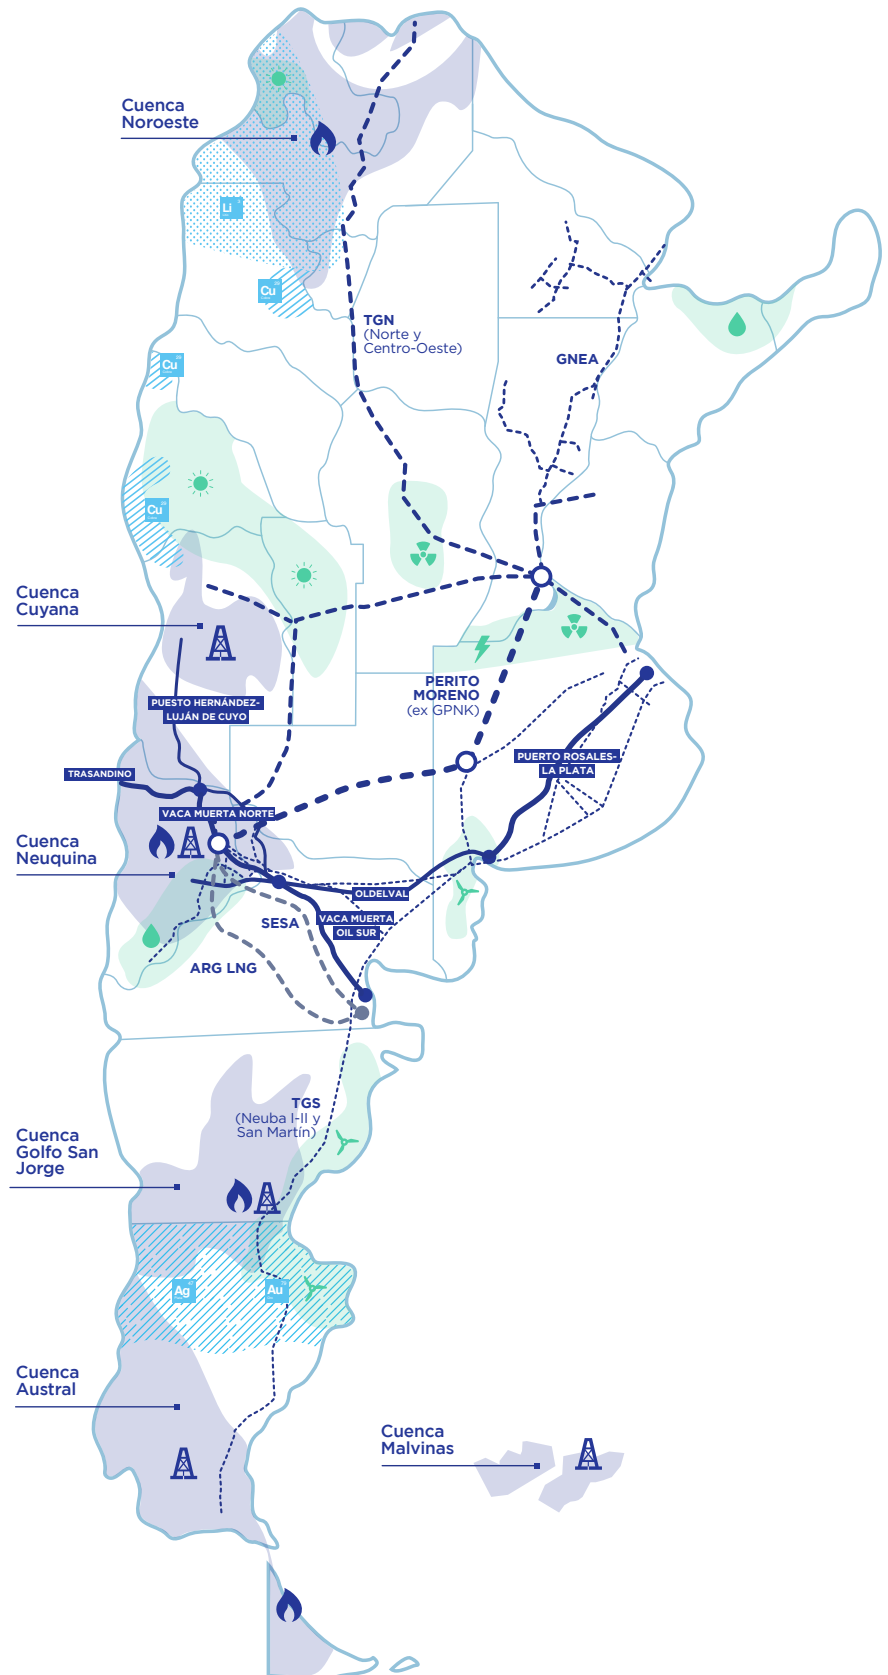 Cuenca
Noroeste
Li
Cu
TGN
(Norte y
Centro-Oeste)
GNEA
Cu
Cu
Cuenca
Cuyana
PERITO
MORENO
(ex GPNK)
PUESTO HERNÁNDEZ-
LUJÁN DE CUYO
PUERTO ROSALES-
LA PLATA
TRASANDINO
VACA MUERTA NORTE
Cuenca
Neuquina
OLDELVAL
SESA
VACA MUERTA
OIL SUR
ARG LNG
TGS
(Neuba I-II y
San Martín)
Cuenca
Golfo San
Jorge
Ag
Au
Cuenca
Austral
Cuenca
Malvinas